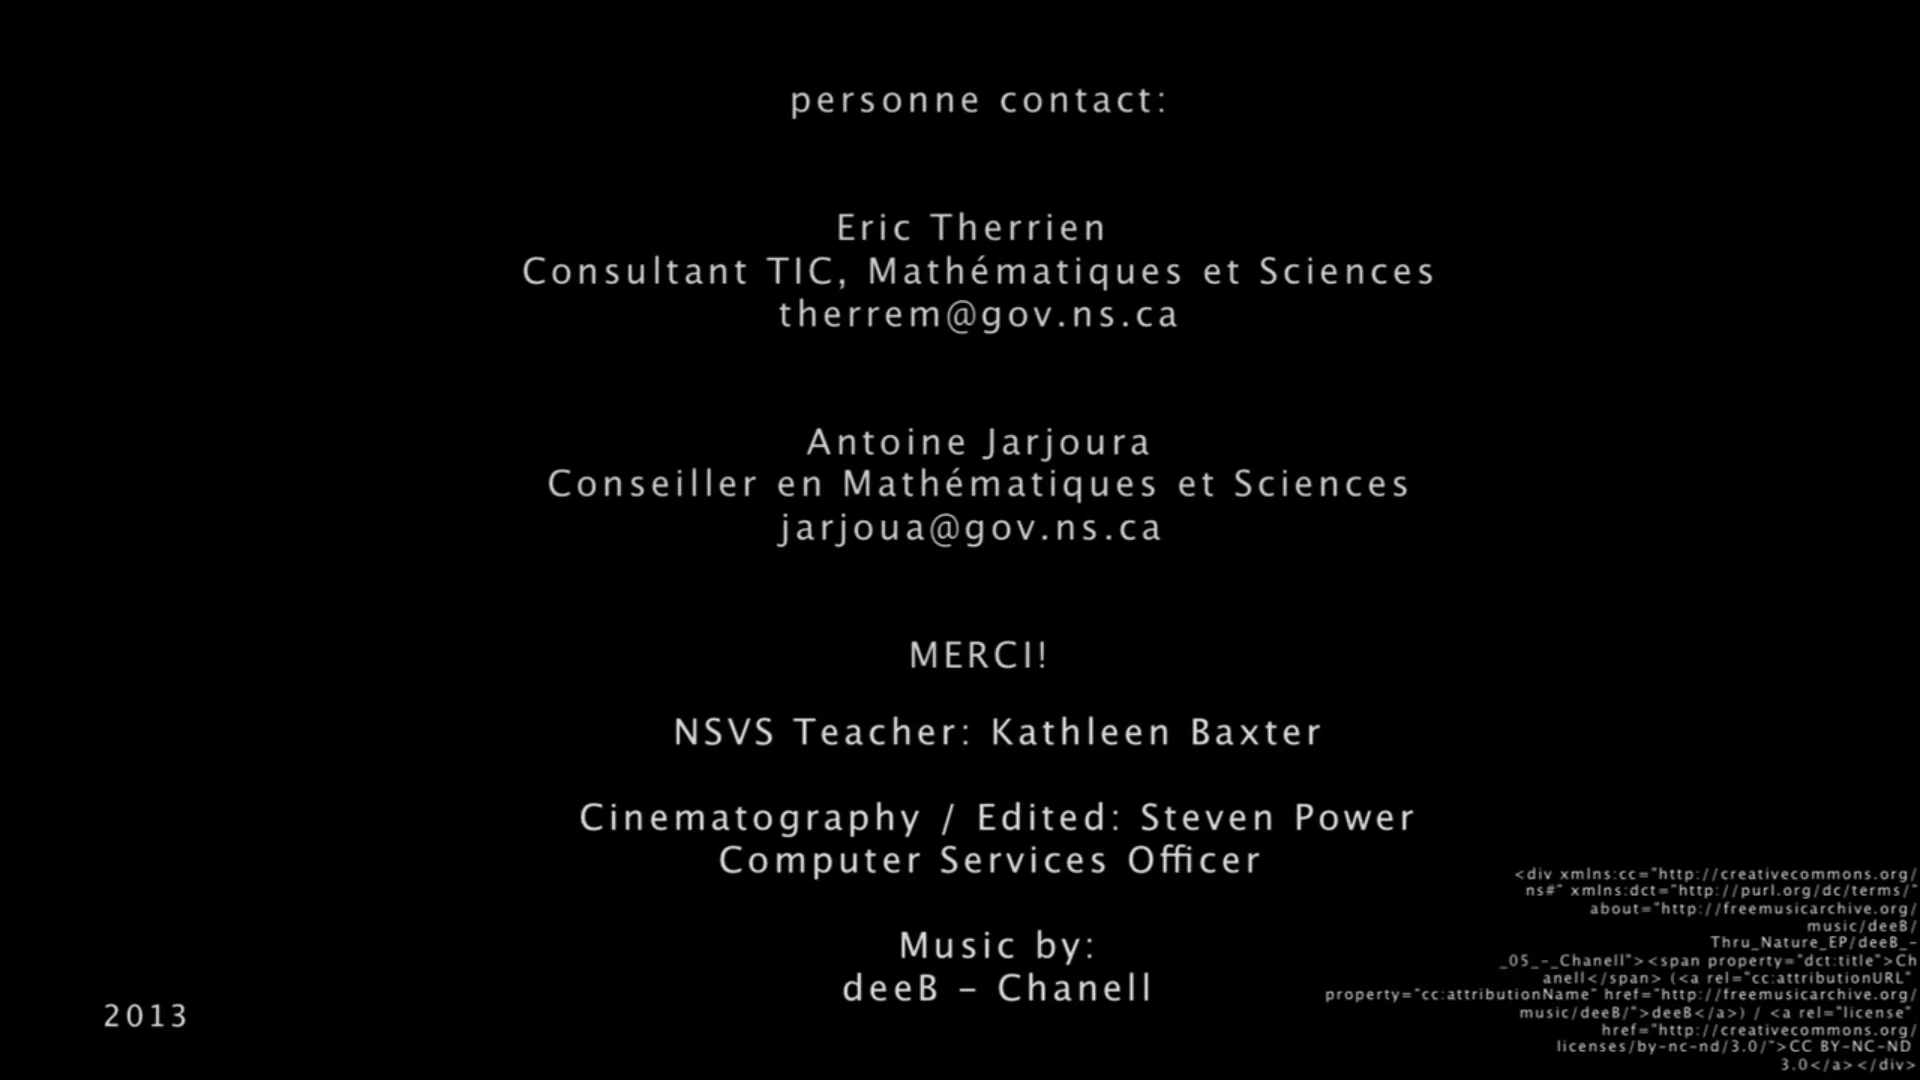 personne contact:
Eric Therrien
Consultant TIC, Mathématiques et Sciences
therrem@gov.ns.ca
Antoine Jarjoura
Conseiller en Mathématiques et Sciences
jarjoua@gov.ns.ca
MERCI!
NSVS Teacher: Kathleen Baxter
Cinematography / Edited: Steven Power
Computer Services Officer
Music by:
deeB – Chanell
2013
<div xmlns:cc="http://creativecommons.org/
ns#" xmlns:dct="http://purl.org/dc/terms/"
about="http://freemusicarchive.org/
music/deeB/
Thru_Nature_EP/deeB_-
_05_-_Chanell"><span property="dct:title">Ch
anell</span> (<a rel="cc:attributionURL"
property="cc:attributionName" href="http://freemusicarchive.org/
music/deeB/">deeB</a>) / <a rel="license"
href="http://creativecommons.org/
licenses/by-nc-nd/3.0/">CC BY-NC-ND
3.0</a></div>